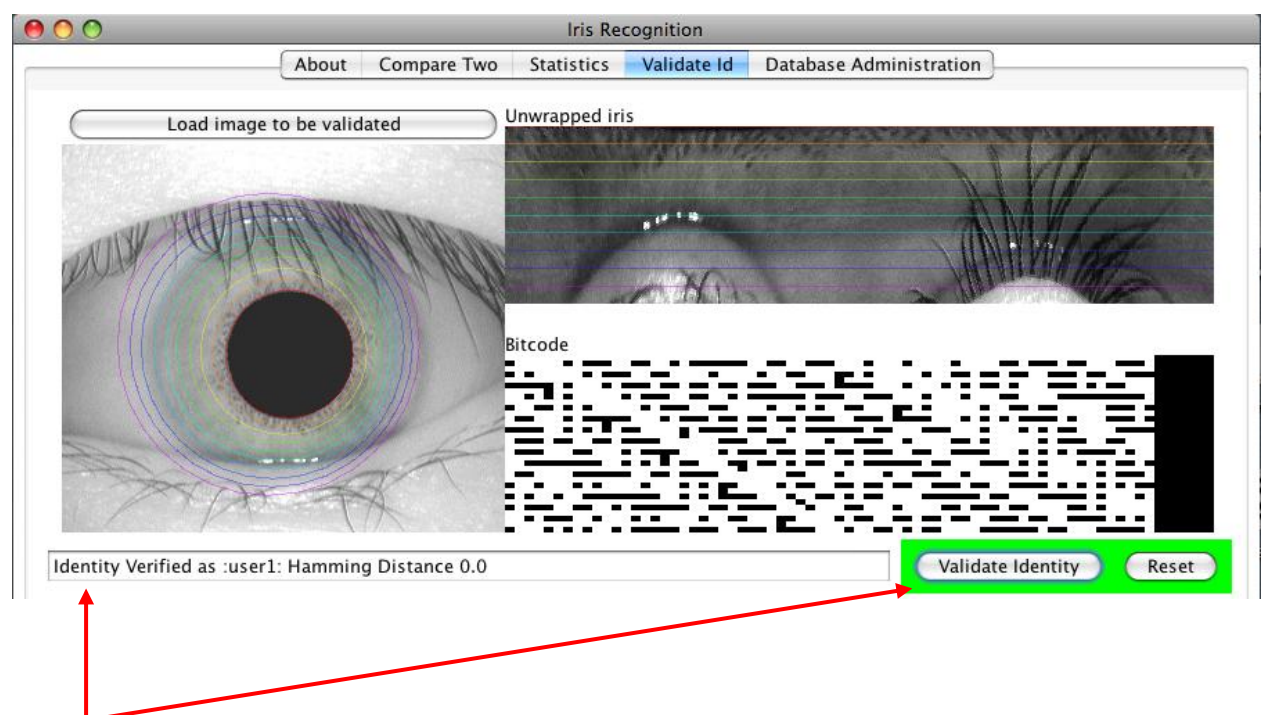 Iris Recognition
About Compare Two Statistics Validate Id Database Administration
Load image to be validated
Unwrapped iris
Bitcode
Identity Verified as :user1: Hamming Distance 0.0
Validate Identity Reset